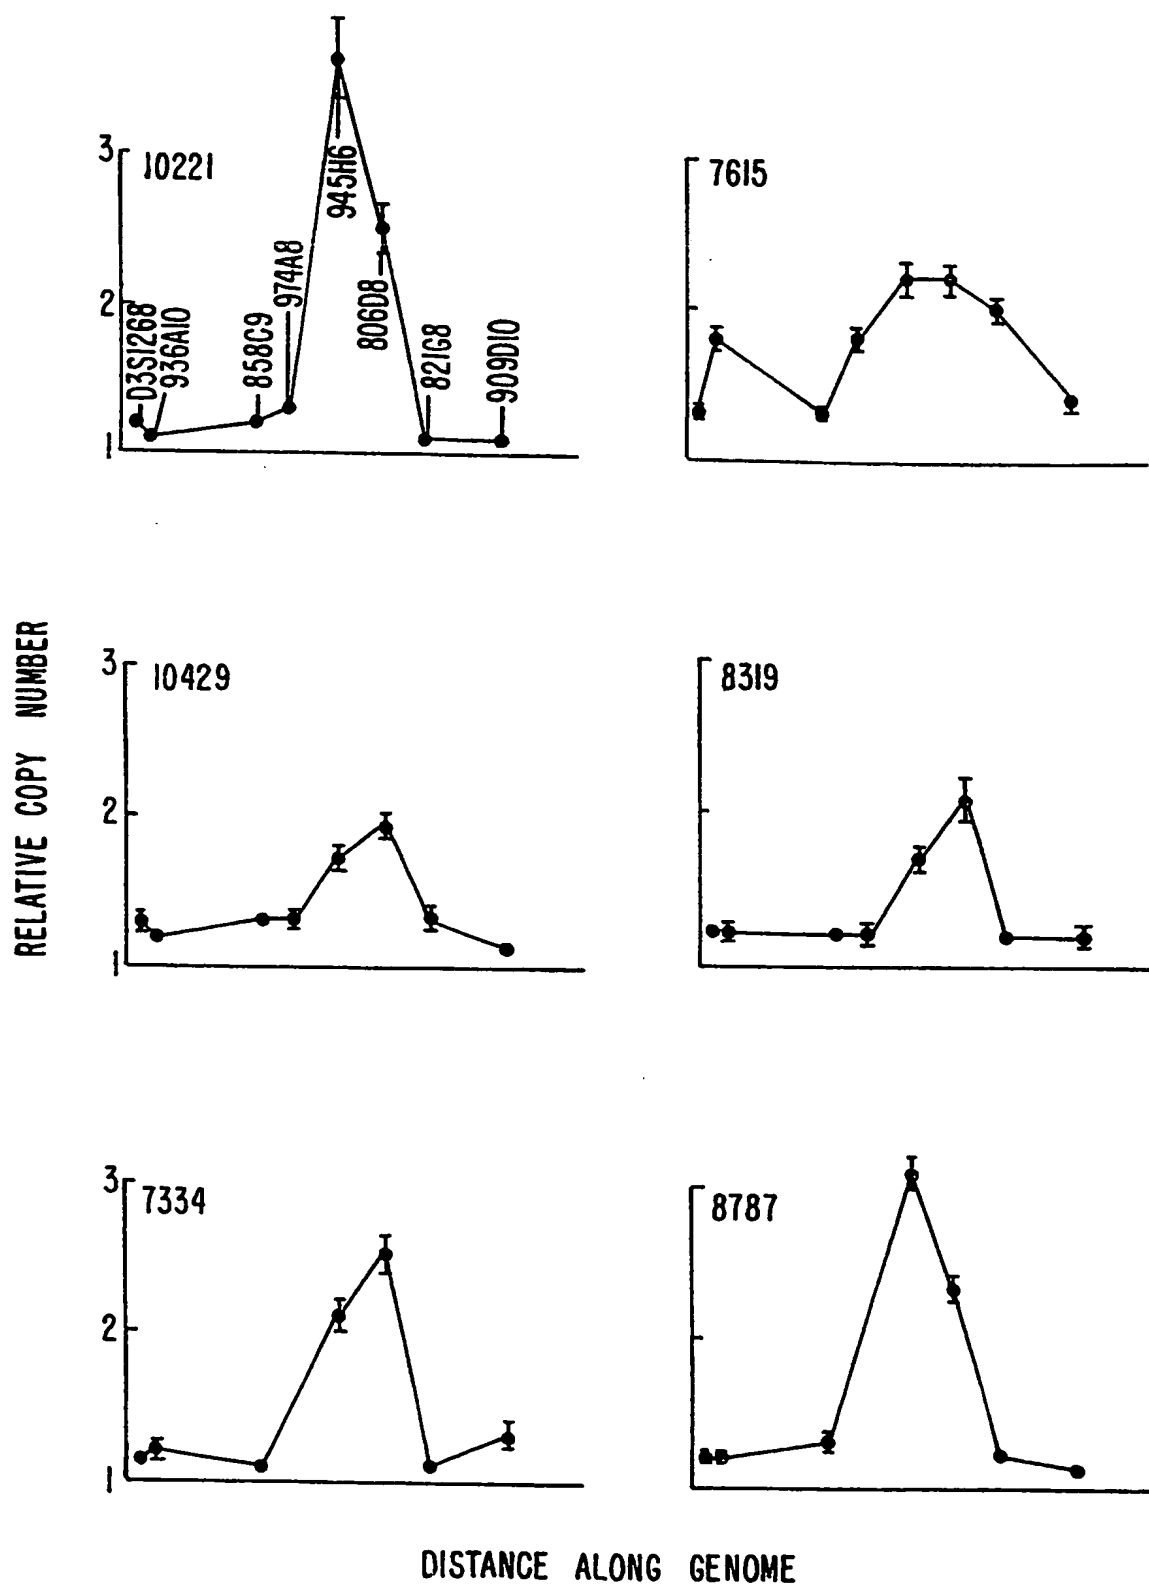 RELATIVE COPY NUMBER
3
2
1
10221
D3S1268
936A10
858C9
974A8
945H6
806D8
821G8
909D10
7615
3
2
1
10429
8319
3
2
1
7334
8787
DISTANCE ALONG GENOME